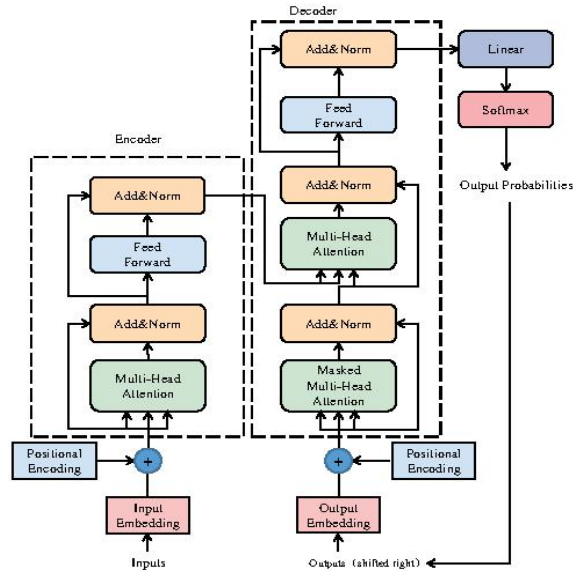 Decoder
Add&Norm
Linear
Feed
Forward
Softmax
Encoder
Add&Norm
Output Probabilities
Add&Norm
Multi-Head
Attention
Feed
Forward
Add&Norm
Add&Norm
Multi-Head
Attention
Masked
Multi-Head
Attention
Positional
Encoding
+
+
Positional
Encoding
Input
Embedding
Output
Embedding
Inputs
Outputs (shifted right)